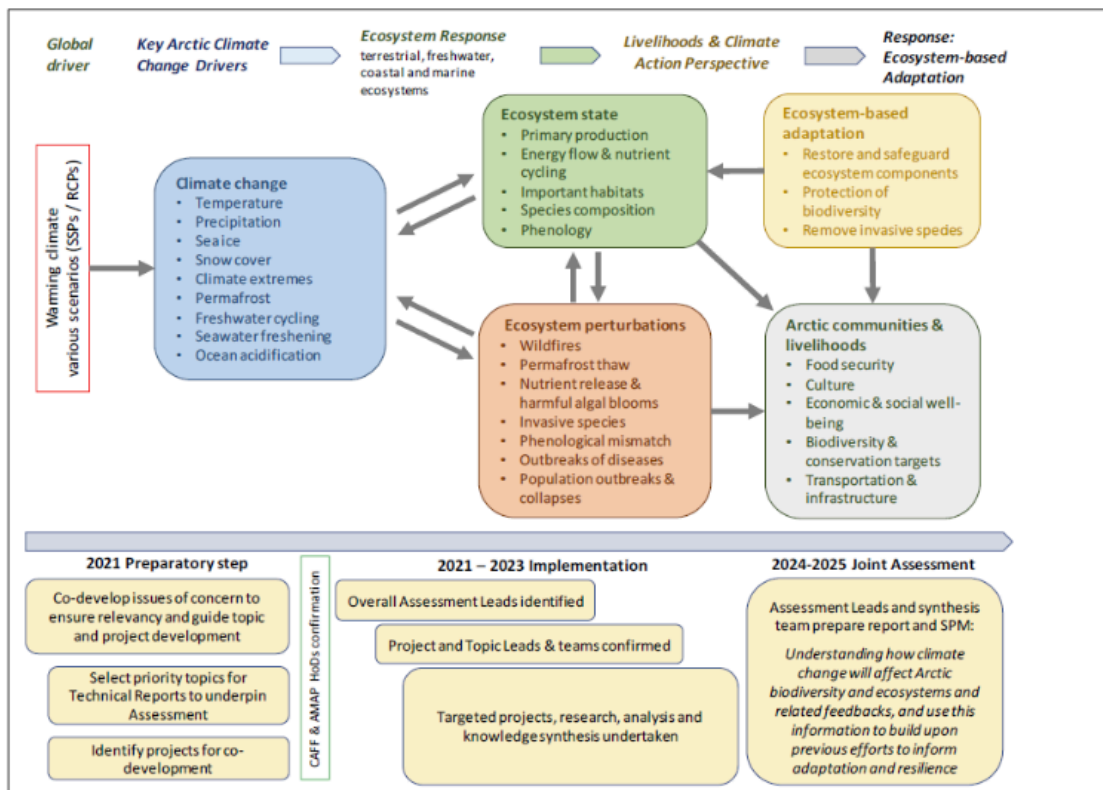 Global
driver
Key Arctic Climate
Change Drivers
Ecosystem Response
terrestrial, freshwater,
coastal and marine
ecosystems
Livelihoods & Climate
Action Perspective
Response:
Ecosystem-based
Adaptation
Warming climate
various scenarios (SSPs / RCPs)
Climate change
• Temperature
• Precipitation
• Sea ice
• Snow cover
• Climate extremes
• Permafrost
• Freshwater cycling
• Seawater freshening
• Ocean acidification
Ecosystem state
• Primary production
• Energy flow & nutrient
cycling
• Important habitats
• Species composition
• Phenology
Ecosystem-based
adaptation
• Restore and safeguard
ecosystem components
• Protection of
biodiversity
• Remove invasive species
Ecosystem perturbations
• Wildfires
• Permafrost thaw
• Nutrient release &
harmful algal blooms
• Invasive species
• Phenological mismatch
• Outbreaks of diseases
• Population outbreaks &
collapses
Arctic communities &
livelihoods
• Food security
• Culture
• Economic & social well-
being
• Biodiversity &
conservation targets
• Transportation &
infrastructure
2021 Preparatory step
Co-develop issues of concern to
ensure relevancy and guide topic
and project development
Select priority topics for
Technical Reports to underpin
Assessment
Identify projects for co-
development
CAFF & AMAP HoDs confirmation
2021 – 2023 Implementation
Overall Assessment Leads identified
Project and Topic Leads & teams confirmed
Targeted projects, research, analysis and
knowledge synthesis undertaken
2024-2025 Joint Assessment
Assessment Leads and synthesis
team prepare report and SPM:
Understanding how climate
change will affect Arctic
biodiversity and ecosystems and
related feedbacks, and use this
information to build upon
previous efforts to inform
adaptation and resilience